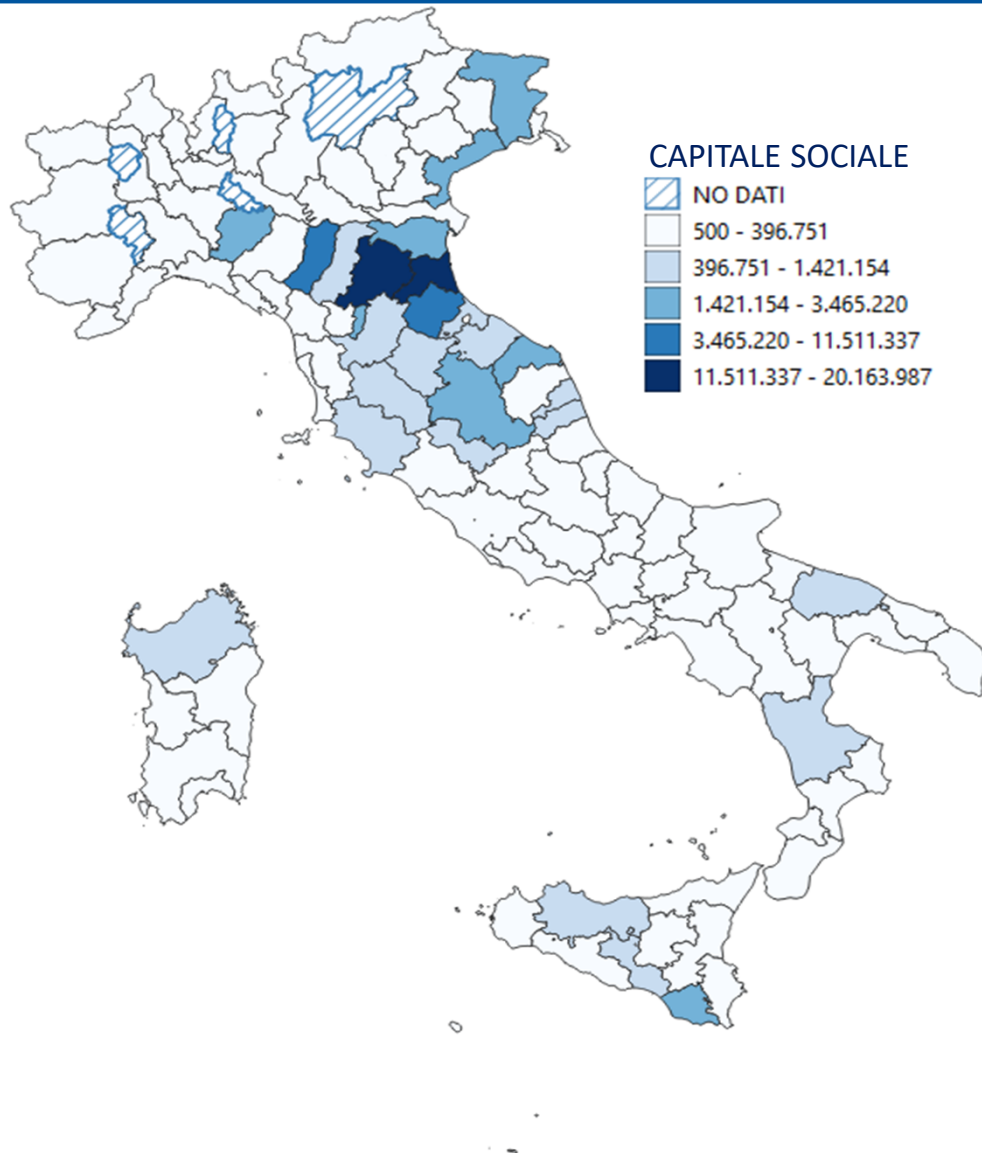 CAPITALE SOCIALE
NO DATI
500 - 396.751
396.751 - 1.421.154
1.421.154 - 3.465.220
3.465.220 - 11.511.337
11.511.337 - 20.163.987